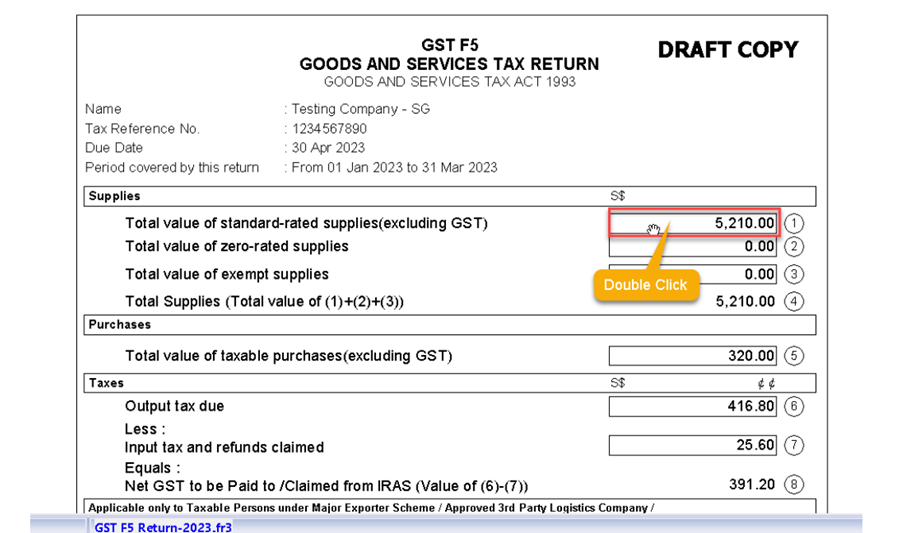 GST F5
DRAFT COPY
GOODS AND SERVICES TAX RETURN
GOODS AND SERVICES TAX ACT 1993
Name : Testing Company - SG
Tax Reference No. : 1234567890
Due Date : 30 Apr 2023
Period covered by this return : From 01 Jan 2023 to 31 Mar 2023
Supplies S$
Total value of standard-rated supplies(excluding GST) 5,210.00 1
Total value of zero-rated supplies 0.00 2
Total value of exempt supplies 0.00 3
Double Click
Total Supplies (Total value of (1)+(2)+(3)) 5,210.00 4
Purchases
Total value of taxable purchases(excluding GST) 320.00 5
Taxes S$ ¢ ¢
Output tax due 416.80 6
Less :
Input tax and refunds claimed 25.60 7
Equals :
Net GST to be Paid to /Claimed from IRAS (Value of (6)-(7)) 391.20 8
Applicable only to Taxable Persons under Major Exporter Scheme / Approved 3rd Party Logistics Company /
GST F5 Return-2023.fr3